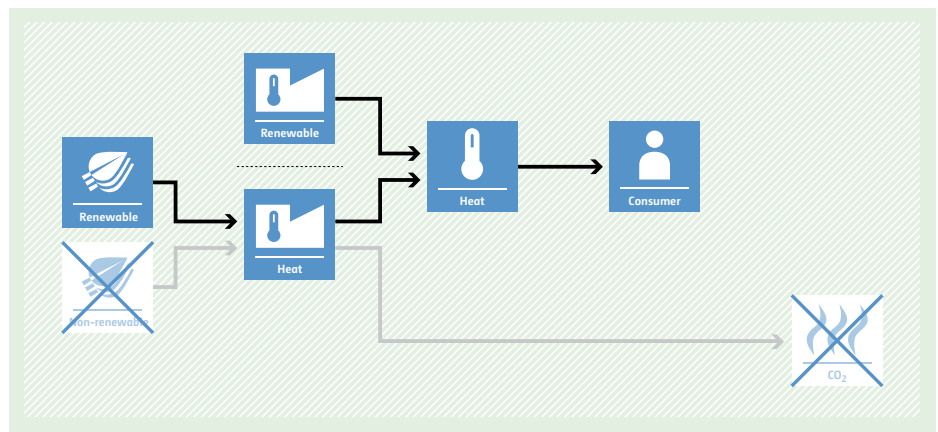 Renewable
Renewable
Heat
Consumer
Heat
Non-renewable
CO₂